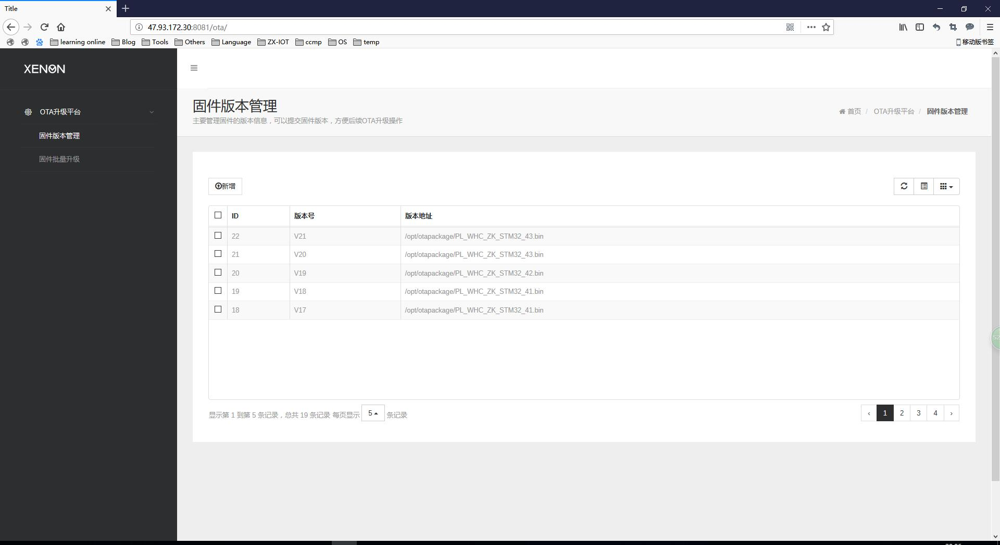 Title
47.93.172.30:8081/ota/
learning online Blog Tools Others Language ZX-IOT ccmp OS temp 移动版书签
XENON
OTA升级平台
固件版本管理
固件批量升级
固件版本管理
主要管理固件的版本信息，可以提交固件版本，方便后续OTA升级操作
首页 / OTA升级平台 / 固件版本管理
新增
ID 版本号 版本地址
22 V21 /opt/otapackage/PL_WHC_ZK_STM32_43.bin
21 V20 /opt/otapackage/PL_WHC_ZK_STM32_43.bin
20 V19 /opt/otapackage/PL_WHC_ZK_STM32_42.bin
19 V18 /opt/otapackage/PL_WHC_ZK_STM32_41.bin
18 V17 /opt/otapackage/PL_WHC_ZK_STM32_41.bin
显示第 1 到第 5 条记录，总共 19 条记录 每页显示 5 条记录
‹ 1 2 3 4 ›